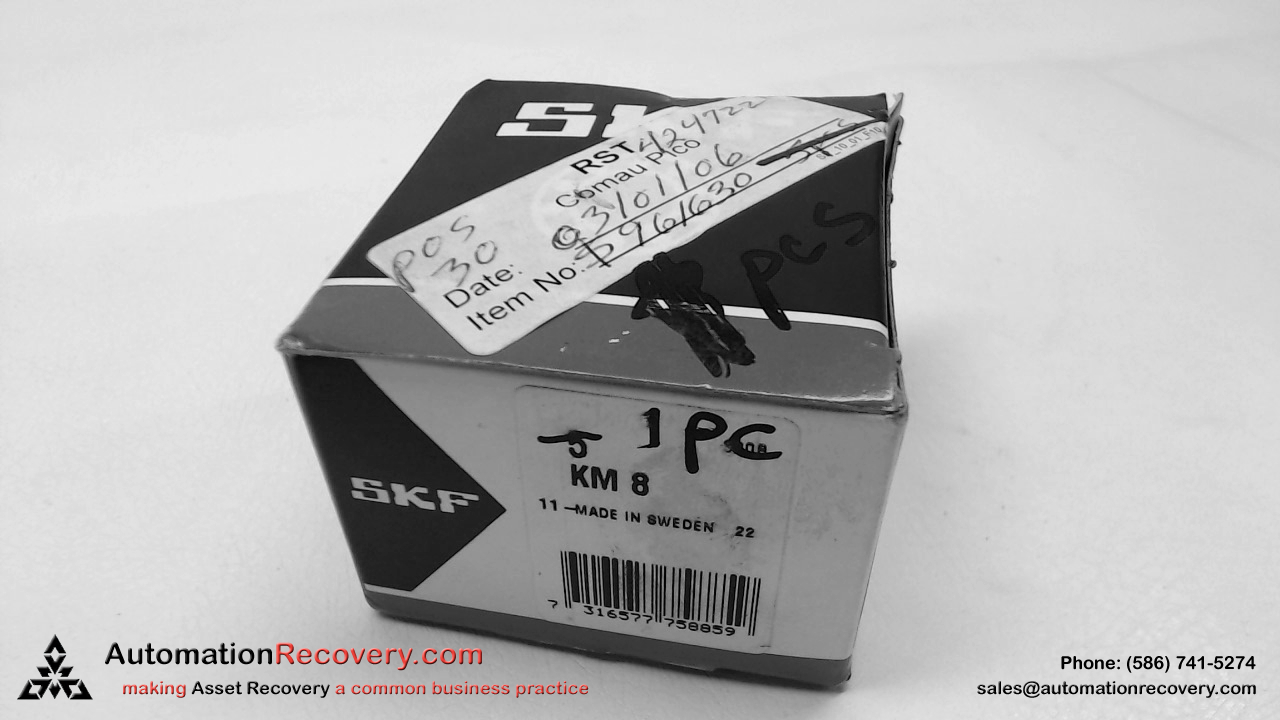 SKF
RST 424722
Comau Pico
POS
30
Date: 03/01/06
Item No:
pcs
1 PC
5
KM 8
11 MADE IN SWEDEN 22
SKF
7 316577 758859
AutomationRecovery.com
making Asset Recovery a common business practice
Phone: (586) 741-5274
sales@automationrecovery.com